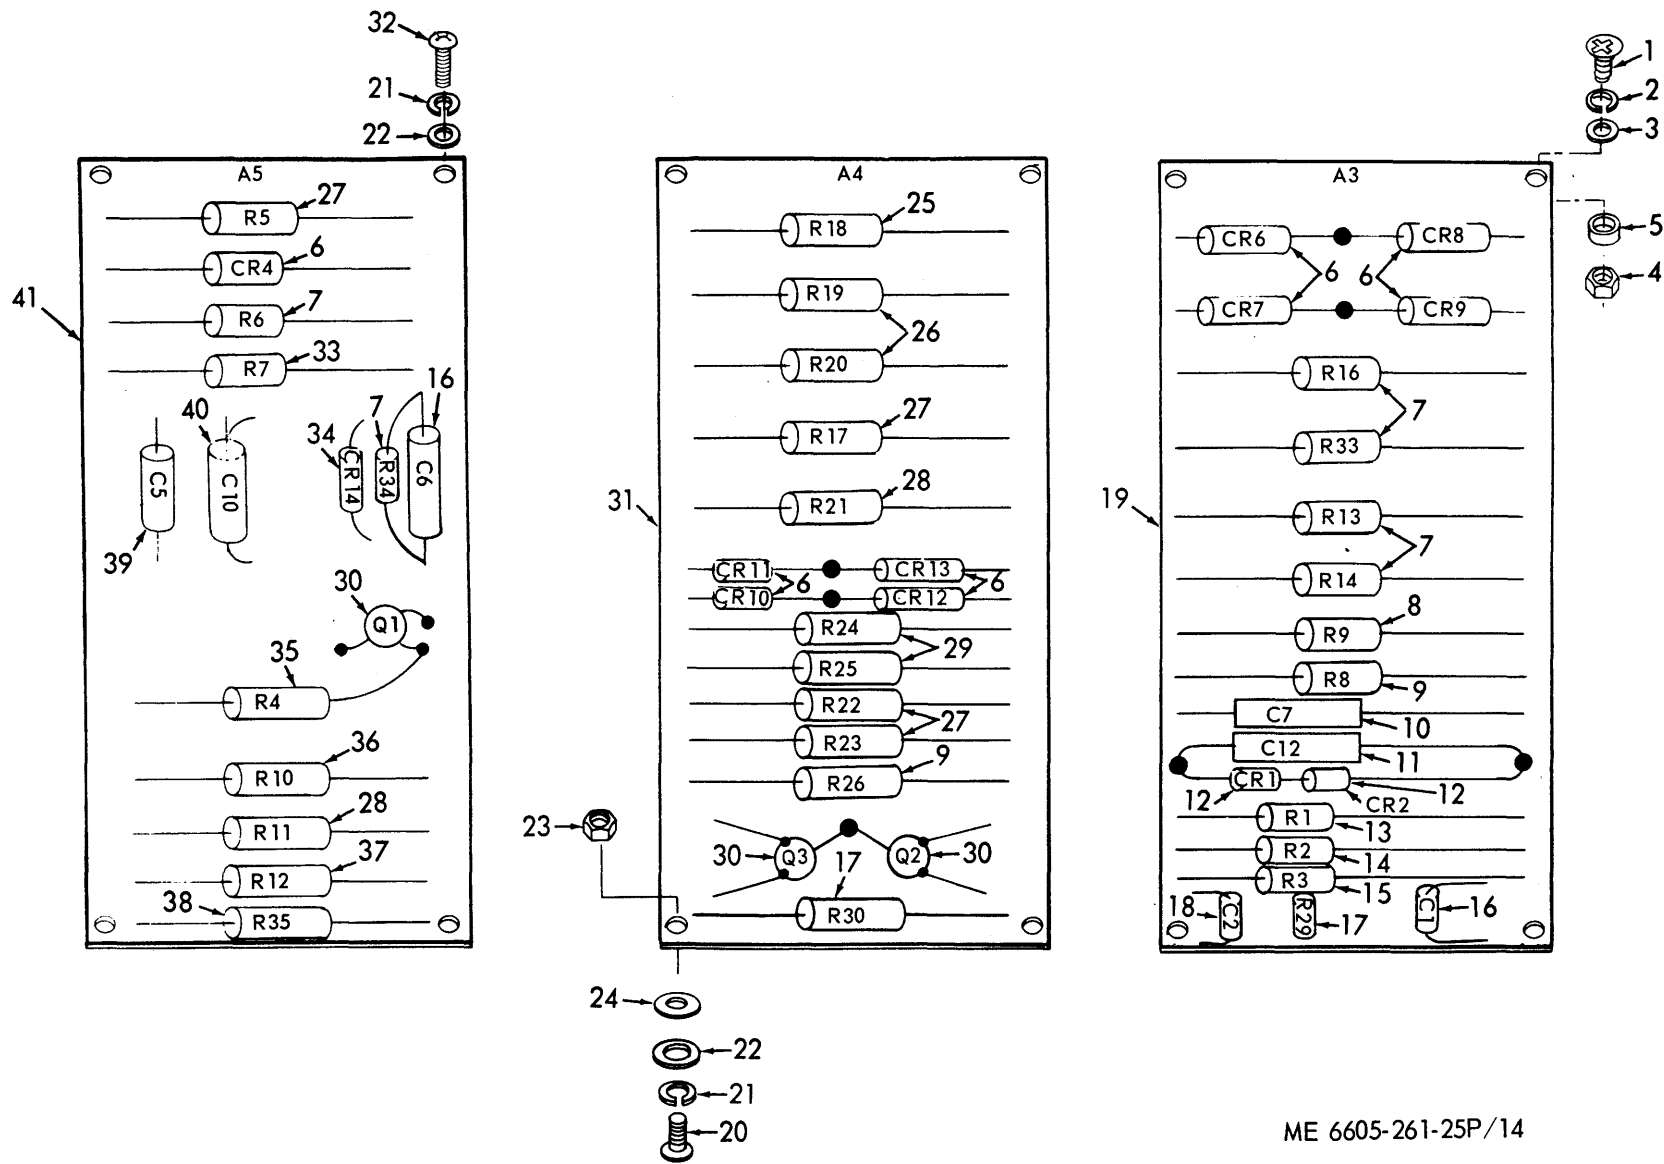 32
21
22
A5
R5
27
CR4
6
R6
7
R7
33
41
40
34
7
16
C5
C10
CR14
R34
C6
39
30
Q1
35
R4
36
R10
28
R11
37
R12
38
R35
A4
R18
25
R19
26
R20
R17
27
R21
28
31
CR11
CR13
6
6
CR10
CR12
R24
29
R25
R22
27
R23
9
R26
23
30
Q3
17
Q2
30
R30
24
22
21
20
1
2
3
A3
5
4
CR6
CR8
6
6
CR7
CR9
R16
7
R33
19
R13
7
R14
8
R9
R8
9
C7
10
C12
11
CR1
12
12
CR2
R1
13
R2
14
R3
15
18
C2
R29
17
C1
16
ME 6605-261-25P/14